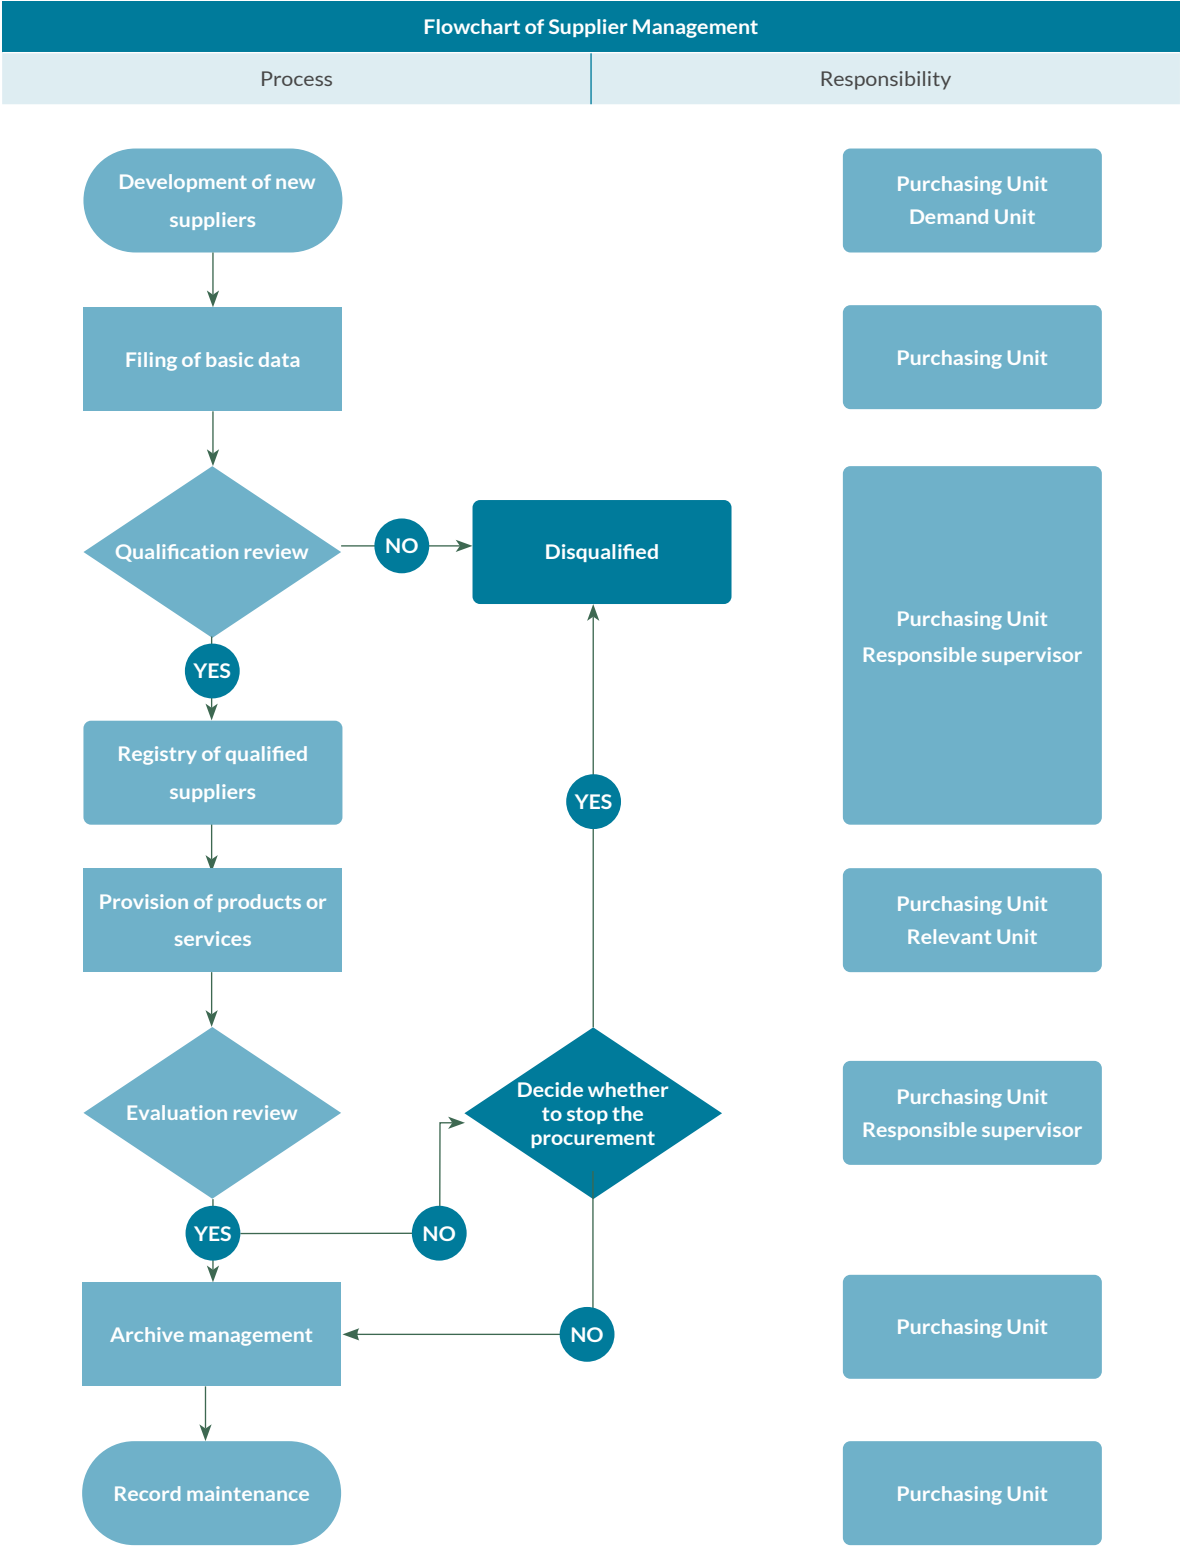 Flowchart of Supplier Management
Process
Responsibility
Development of new
suppliers
Purchasing Unit
Demand Unit
Filing of basic data
Purchasing Unit
Qualification review
NO
Disqualified
YES
Purchasing Unit
Responsible supervisor
Registry of qualified
suppliers
YES
Provision of products or
services
Purchasing Unit
Relevant Unit
Evaluation review
Decide whether
to stop the
procurement
Purchasing Unit
Responsible supervisor
YES
NO
Archive management
NO
Purchasing Unit
Record maintenance
Purchasing Unit